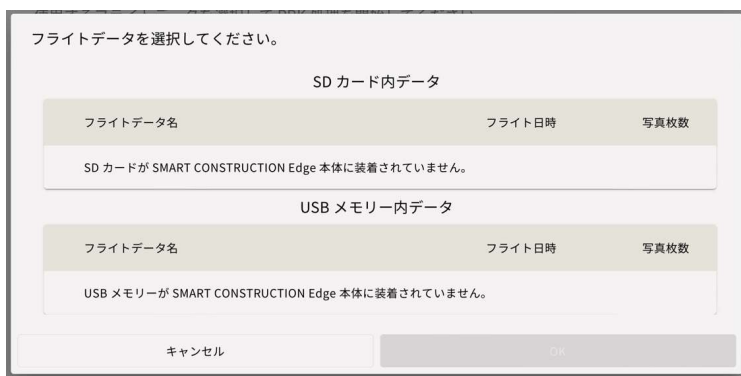 フライトデータを選択してください。
SD カード内データ
フライトデータ名 フライト日時 写真枚数
SD カードが SMART CONSTRUCTION Edge 本体に装着されていません。
USB メモリー内データ
フライトデータ名 フライト日時 写真枚数
USB メモリーが SMART CONSTRUCTION Edge 本体に装着されていません。
キャンセル OK